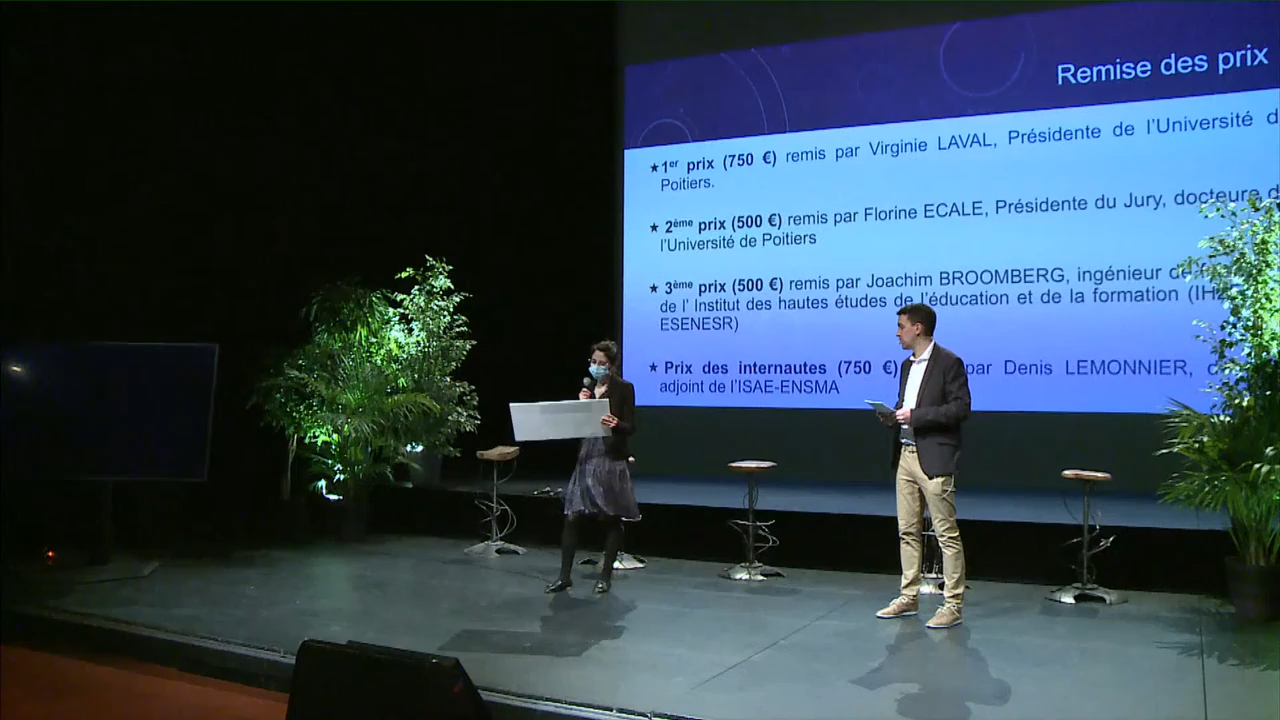 Remise des prix
★1er prix (750 €) remis par Virginie LAVAL, Présidente de l'Université
Poitiers.
★ 2ème prix (500 €) remis par Florine ECALE, Présidente du Jury, docteure
l'Université de Poitiers
★ 3ème prix (500 €) remis par Joachim BROOMBERG, ingénieur
de l' Institut des hautes études de l'éducation et de la formation
ESENESR)
★ Prix des internautes (750 €) par Denis LEMONNIER,
adjoint de l'ISAE-ENSMA